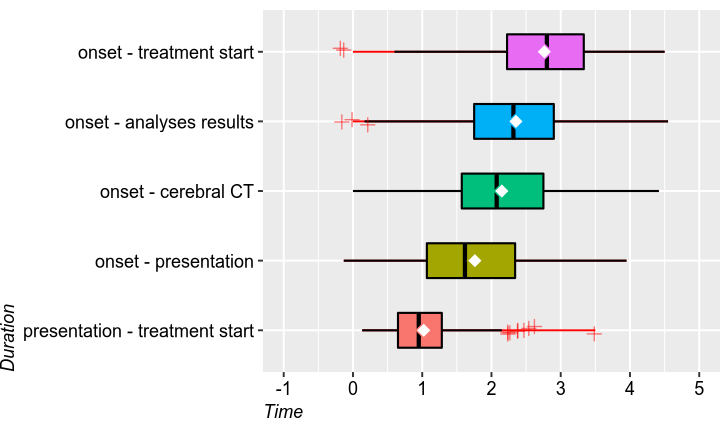 onset - treatment start
onset - analyses results
onset - cerebral CT
onset - presentation
presentation - treatment start
Duration
-1 0 1 2 3 4 5
Time